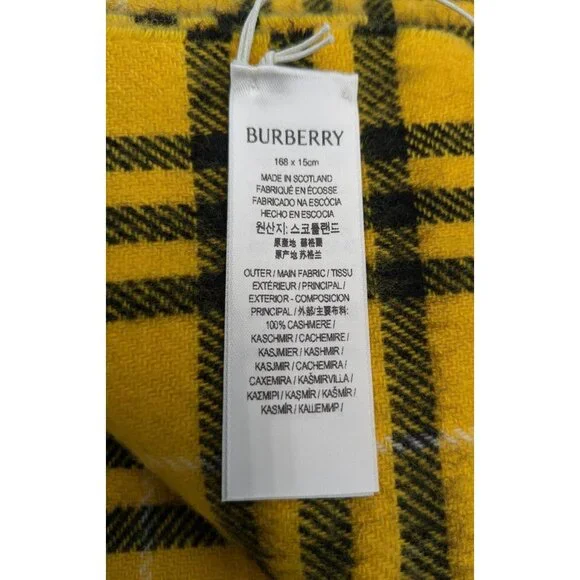 BURBERRY
168 x 15cm
MADE IN SCOTLAND
FABRIQUÉ EN ÉCOSSE
FABRICADO NA ESCÓCIA
HECHO EN ESCOCIA
원산지: 스코틀랜드
原產地 蘇格蘭
原产地 苏格兰
OUTER / MAIN FABRIC / TISSU
EXTÉRIEUR / PRINCIPAL /
EXTERIOR - COMPOSICION
PRINCIPAL / 外部/主要布料:
100% CASHMERE /
KASCHMIR / CACHEMIRE /
KASJMIER / KASHMIR /
KASJMIR / CACHEMIRA /
CAXEMIRA / KAŠMIRVILLA /
ΚΑΣΜΙΡΙ / KAŞMİR / KAŠMIR /
KASMÍR / КАШЕМИР /